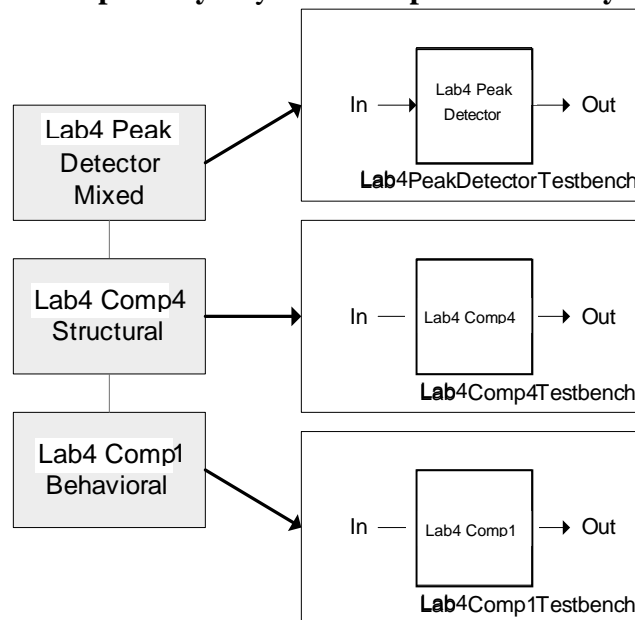 Lab4 Peak
Detector
Mixed
Lab4 Comp4
Structural
Lab4 Comp1
Behavioral
In
Lab4 Peak
Detector
Out
Lab4PeakDetectorTestbench
In
Lab4 Comp4
Out
Lab4Comp4Testbench
In
Lab4 Comp1
Out
Lab4Comp1Testbench